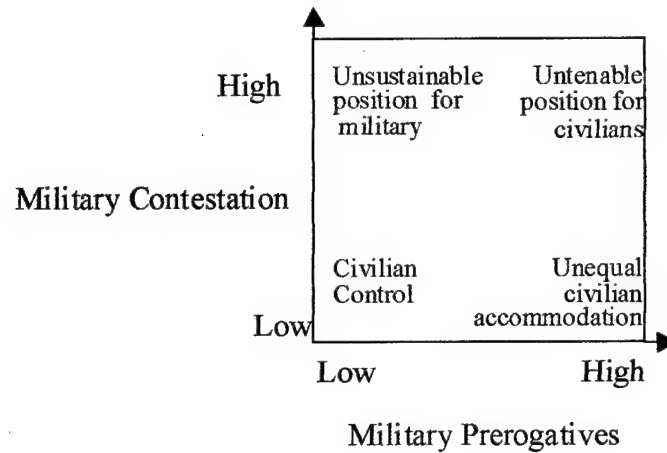 High
Unsustainable
position for
military
Untenable
position for
civilians
Military Contestation
Civilian
Control
Unequal
civilian
accommodation
Low
Low
High
Military Prerogatives